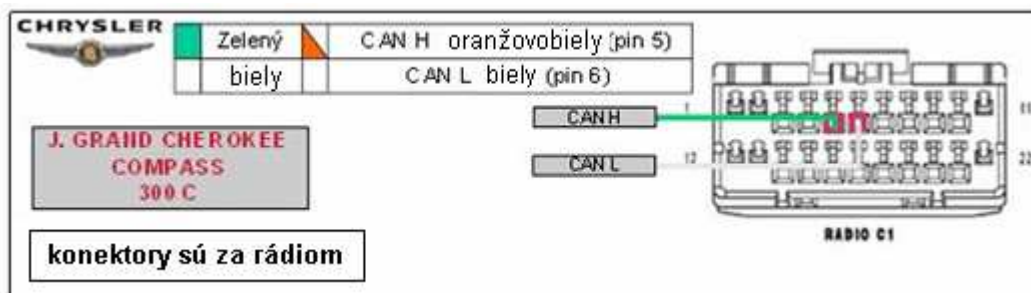 CHRYSLER
Zelený CAN H oranžovobiely (pin 5)
biely CAN L biely (pin 6)
CAN H
1
11
J. GRAND CHEROKEE
COMPASS
300 C
CAN L
12
22
RADIO C1
konektory sú za rádiom